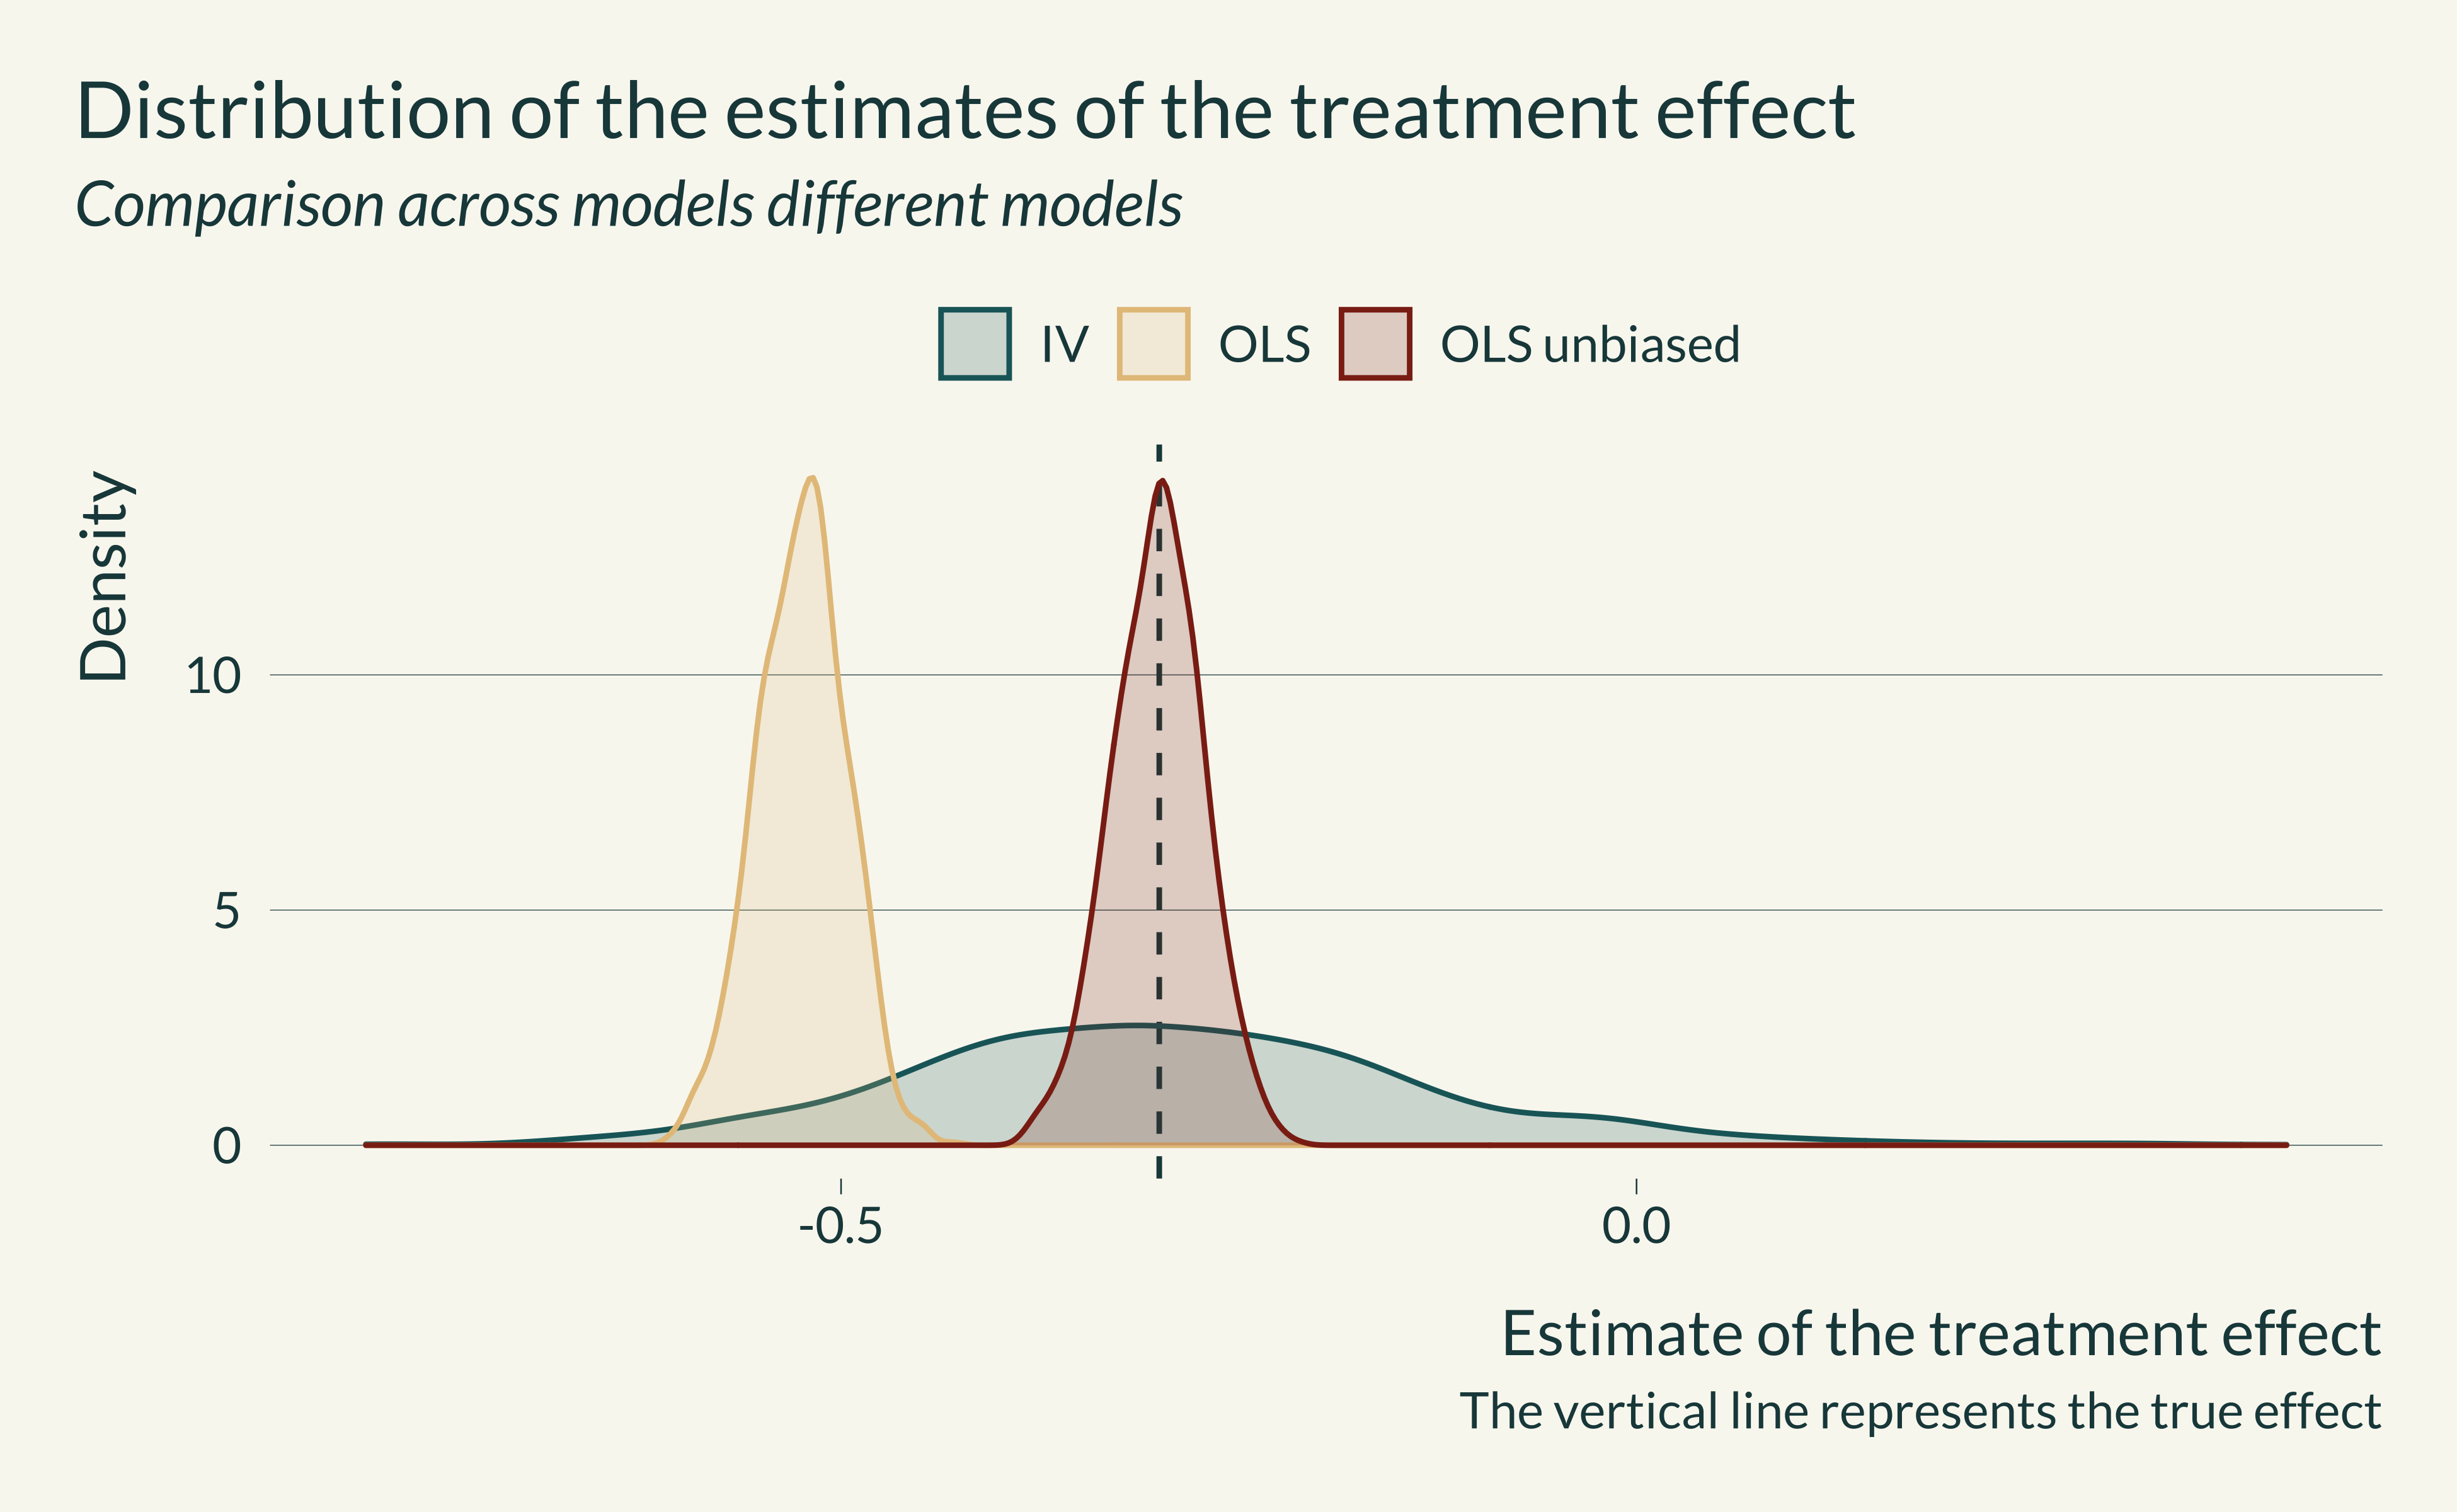 Distribution of the estimates of the treatment effect
Comparison across models different models
IV OLS OLS unbiased
Density
10
5
0
-0.5 0.0
Estimate of the treatment effect
The vertical line represents the true effect